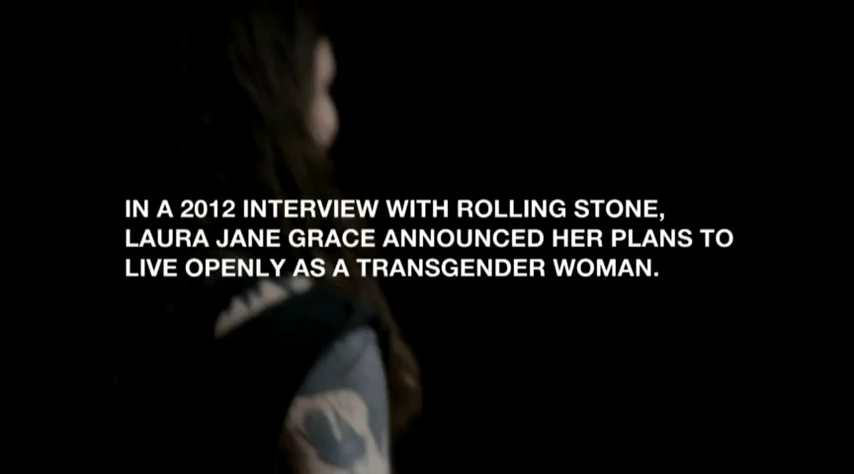 IN A 2012 INTERVIEW WITH ROLLING STONE,
LAURA JANE GRACE ANNOUNCED HER PLANS TO
LIVE OPENLY AS A TRANSGENDER WOMAN.